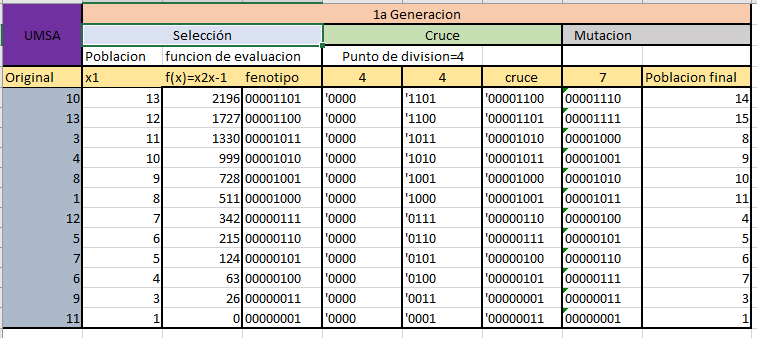 1a Generacion
UMSA Selección Cruce Mutacion
Poblacion funcion de evaluacion Punto de division=4
Original x1 f(x)=x2x-1 fenotipo 4 4 cruce 7 Poblacion final
10 13 2196 00001101 '0000 '1101 '00001100 00001110 14
13 12 1727 00001100 '0000 '1100 '00001101 00001111 15
3 11 1330 00001011 '0000 '1011 '00001010 00001000 8
4 10 999 00001010 '0000 '1010 '00001011 00001001 9
8 9 728 00001001 '0000 '1001 '00001000 00001010 10
1 8 511 00001000 '0000 '1000 '00001001 00001011 11
12 7 342 00000111 '0000 '0111 '00000110 00000100 4
5 6 215 00000110 '0000 '0110 '00000111 00000101 5
7 5 124 00000101 '0000 '0101 '00000100 00000110 6
6 4 63 00000100 '0000 '0100 '00000101 00000111 7
9 3 26 00000011 '0000 '0011 '00000001 00000011 3
11 1 0 00000001 '0000 '0001 '00000011 00000001 1